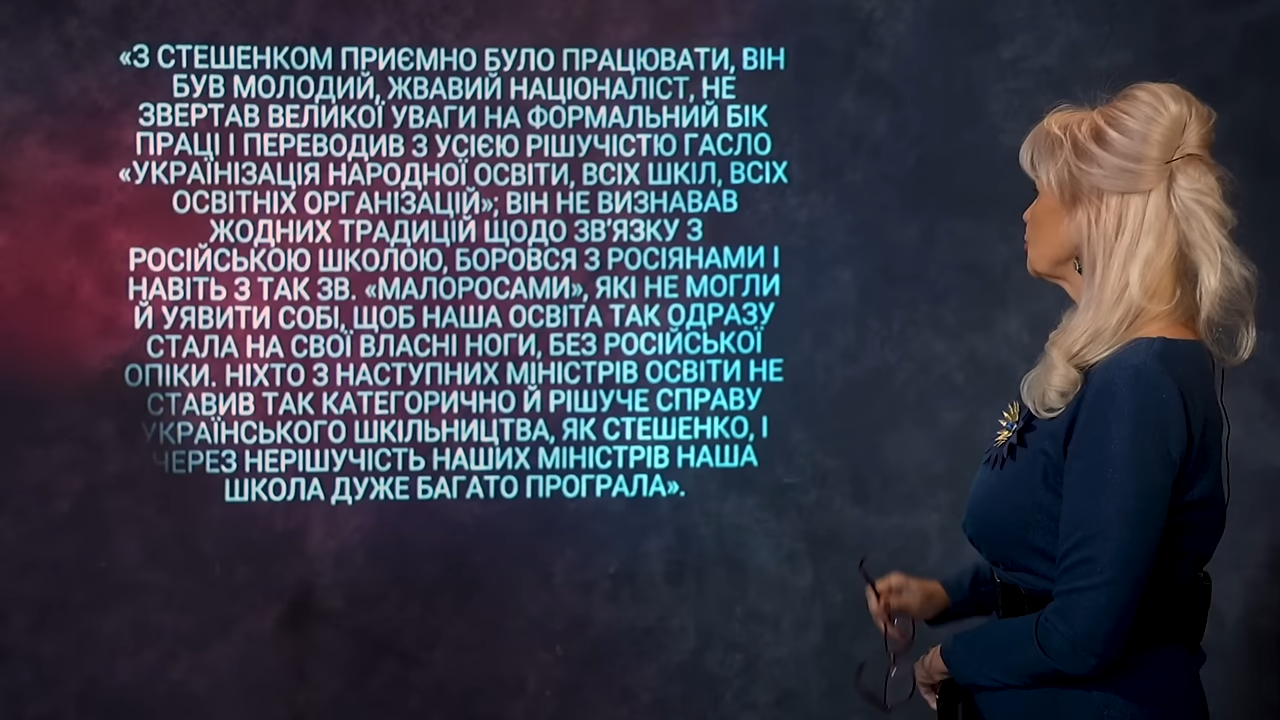 «З СТЕШЕНКОМ ПРИЄМНО БУЛО ПРАЦЮВАТИ, ВІН
БУВ МОЛОДИЙ, ЖВАВИЙ НАЦІОНАЛІСТ, НЕ
ЗВЕРТАВ ВЕЛИКОЇ УВАГИ НА ФОРМАЛЬНИЙ БІК
ПРАЦІ І ПЕРЕВОДИВ З УСІЄЮ РІШУЧІСТЮ ГАСЛО
«УКРАЇНІЗАЦІЯ НАРОДНОЇ ОСВІТИ, ВСІХ ШКІЛ, ВСІХ
ОСВІТНІХ ОРГАНІЗАЦІЙ»; ВІН НЕ ВИЗНАВАВ
ЖОДНИХ ТРАДИЦІЙ ЩОДО ЗВ'ЯЗКУ З
РОСІЙСЬКОЮ ШКОЛОЮ, БОРОВСЯ З РОСІЯНАМИ І
НАВІТЬ З ТАК ЗВ. «МАЛОРОСАМИ», ЯКІ НЕ МОГЛИ
Й УЯВИТИ СОБІ, ЩОБ НАША ОСВІТА ТАК ОДРАЗУ
СТАЛА НА СВОЇ ВЛАСНІ НОГИ, БЕЗ РОСІЙСЬКОЇ
ОПІКИ. НІХТО З НАСТУПНИХ МІНІСТРІВ ОСВІТИ НЕ
СТАВИВ ТАК КАТЕГОРИЧНО Й РІШУЧЕ СПРАВУ
УКРАЇНСЬКОГО ШКІЛЬНИЦТВА, ЯК СТЕШЕНКО, І
ЧЕРЕЗ НЕРІШУЧІСТЬ НАШИХ МІНІСТРІВ НАША
ШКОЛА ДУЖЕ БАГАТО ПРОГРАЛА».